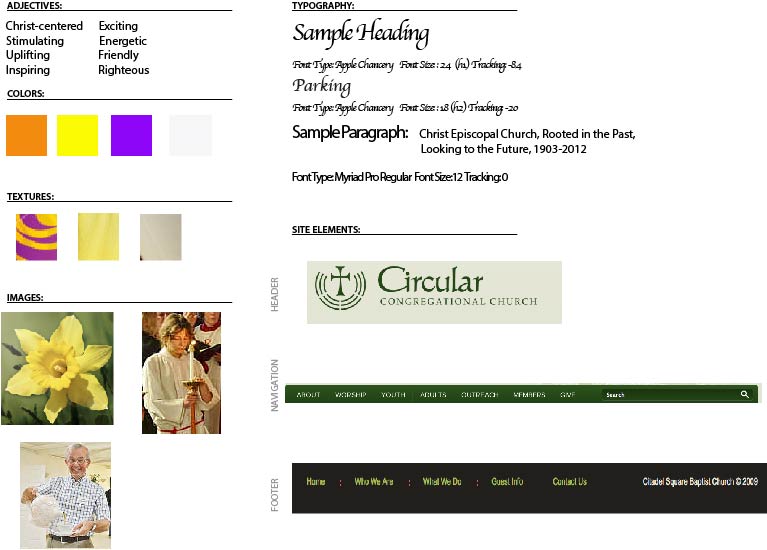 ADJECTIVES:
Christ-centered Exciting
Stimulating Energetic
Uplifting Friendly
Inspiring Righteous
COLORS:
TEXTURES:
IMAGES:
TYPOGRAPHY:
Sample Heading
Font Type: Apple Chancery Font Size : 24 (h1) Tracking: -84
Parking
Font Type: Apple Chancery Font Size : 18 (h2) Tracking: -20
Sample Paragraph: Christ Episcopal Church, Rooted in the Past,
Looking to the Future, 1903-2012
Font Type: Myriad Pro Regular Font Size:12 Tracking: 0
SITE ELEMENTS:
HEADER
Circular
CONGREGATIONAL CHURCH
NAVIGATION
ABOUT WORSHIP YOUTH ADULTS OUTREACH MEMBERS GIVE Search
FOOTER
Home : Who We Are : What We Do : Guest Info Contact Us Citadel Square Baptist Church © 2009